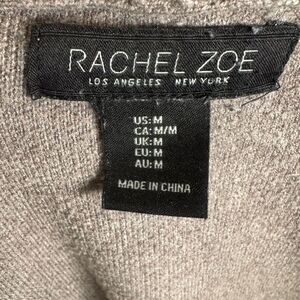 RACHEL ZOE
LOS ANGELES NEW YORK
US: M
CA: M/M
UK: M
EU: M
AU: M
MADE IN CHINA